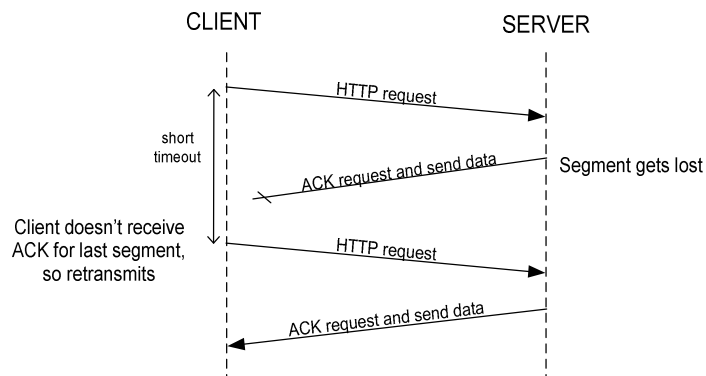 CLIENT
SERVER
HTTP request
short
timeout
ACK request and send data
Segment gets lost
Client doesn't receive
ACK for last segment,
so retransmits
HTTP request
ACK request and send data